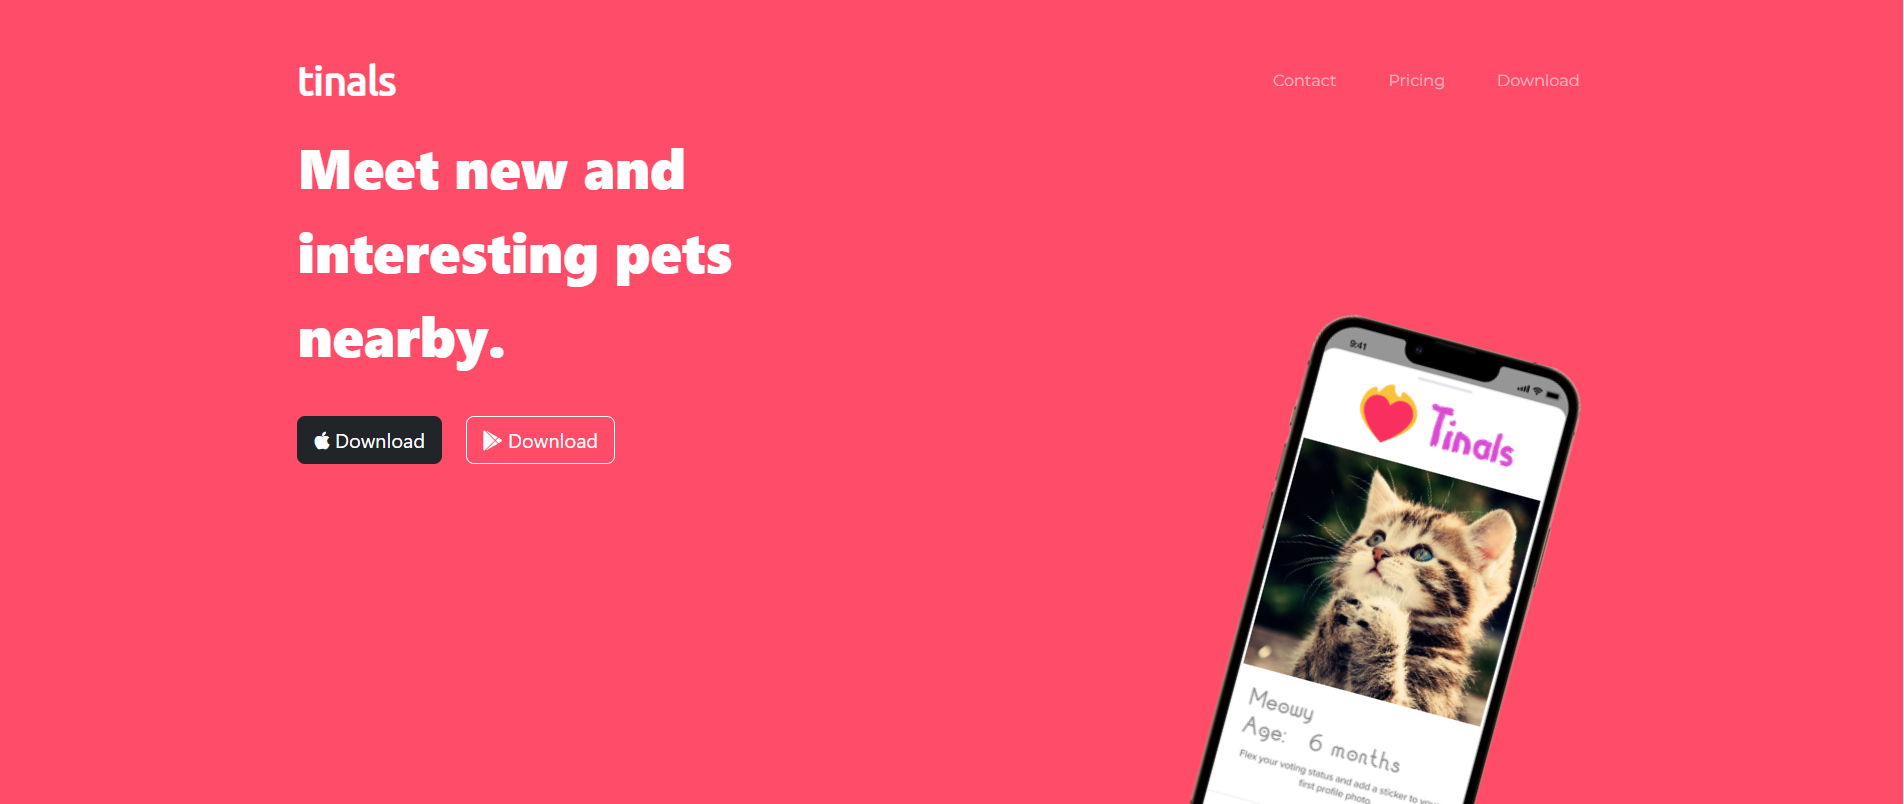 tinals
Contact Pricing Download
Meet new and
interesting pets
nearby.
Download Download
9:41
Tinals
Meowy
Age: 6 months
Flex your voting status and add a sticker to your
first profile photo